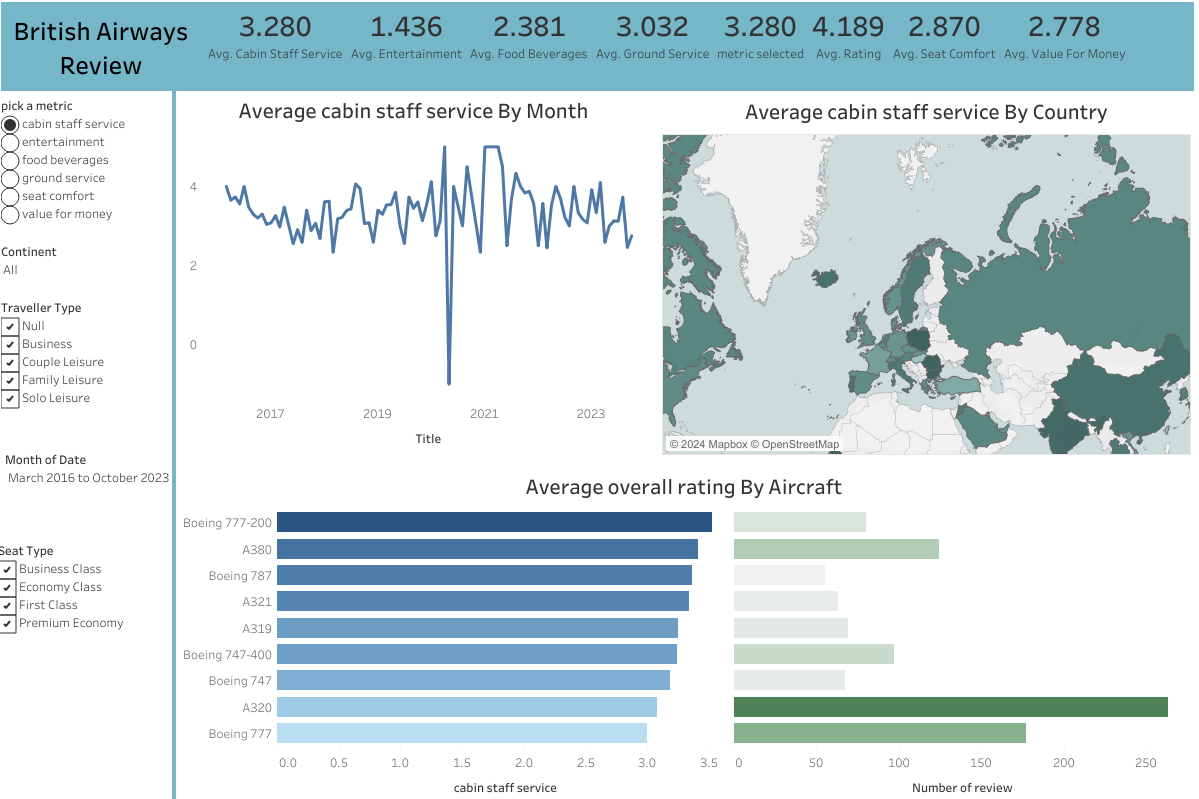 British Airways
Review
3.280
Avg. Cabin Staff Service
1.436
Avg. Entertainment
2.381
Avg. Food Beverages
3.032
Avg. Ground Service
3.280
metric selected
4.189
Avg. Rating
2.870
Avg. Seat Comfort
2.778
Avg. Value For Money
pick a metric
cabin staff service
entertainment
food beverages
ground service
seat comfort
value for money
Continent
All
Traveller Type
Null
Business
Couple Leisure
Family Leisure
Solo Leisure
Month of Date
March 2016 to October 2023
Seat Type
Business Class
Economy Class
First Class
Premium Economy
Average cabin staff service By Month
4
2
0
2017 2019 2021 2023
Title
Average cabin staff service By Country
© 2024 Mapbox © OpenStreetMap
Average overall rating By Aircraft
Boeing 777-200
A380
Boeing 787
A321
A319
Boeing 747-400
Boeing 747
A320
Boeing 777
0.0 0.5 1.0 1.5 2.0 2.5 3.0 3.5
cabin staff service
0 50 100 150 200 250
Number of review